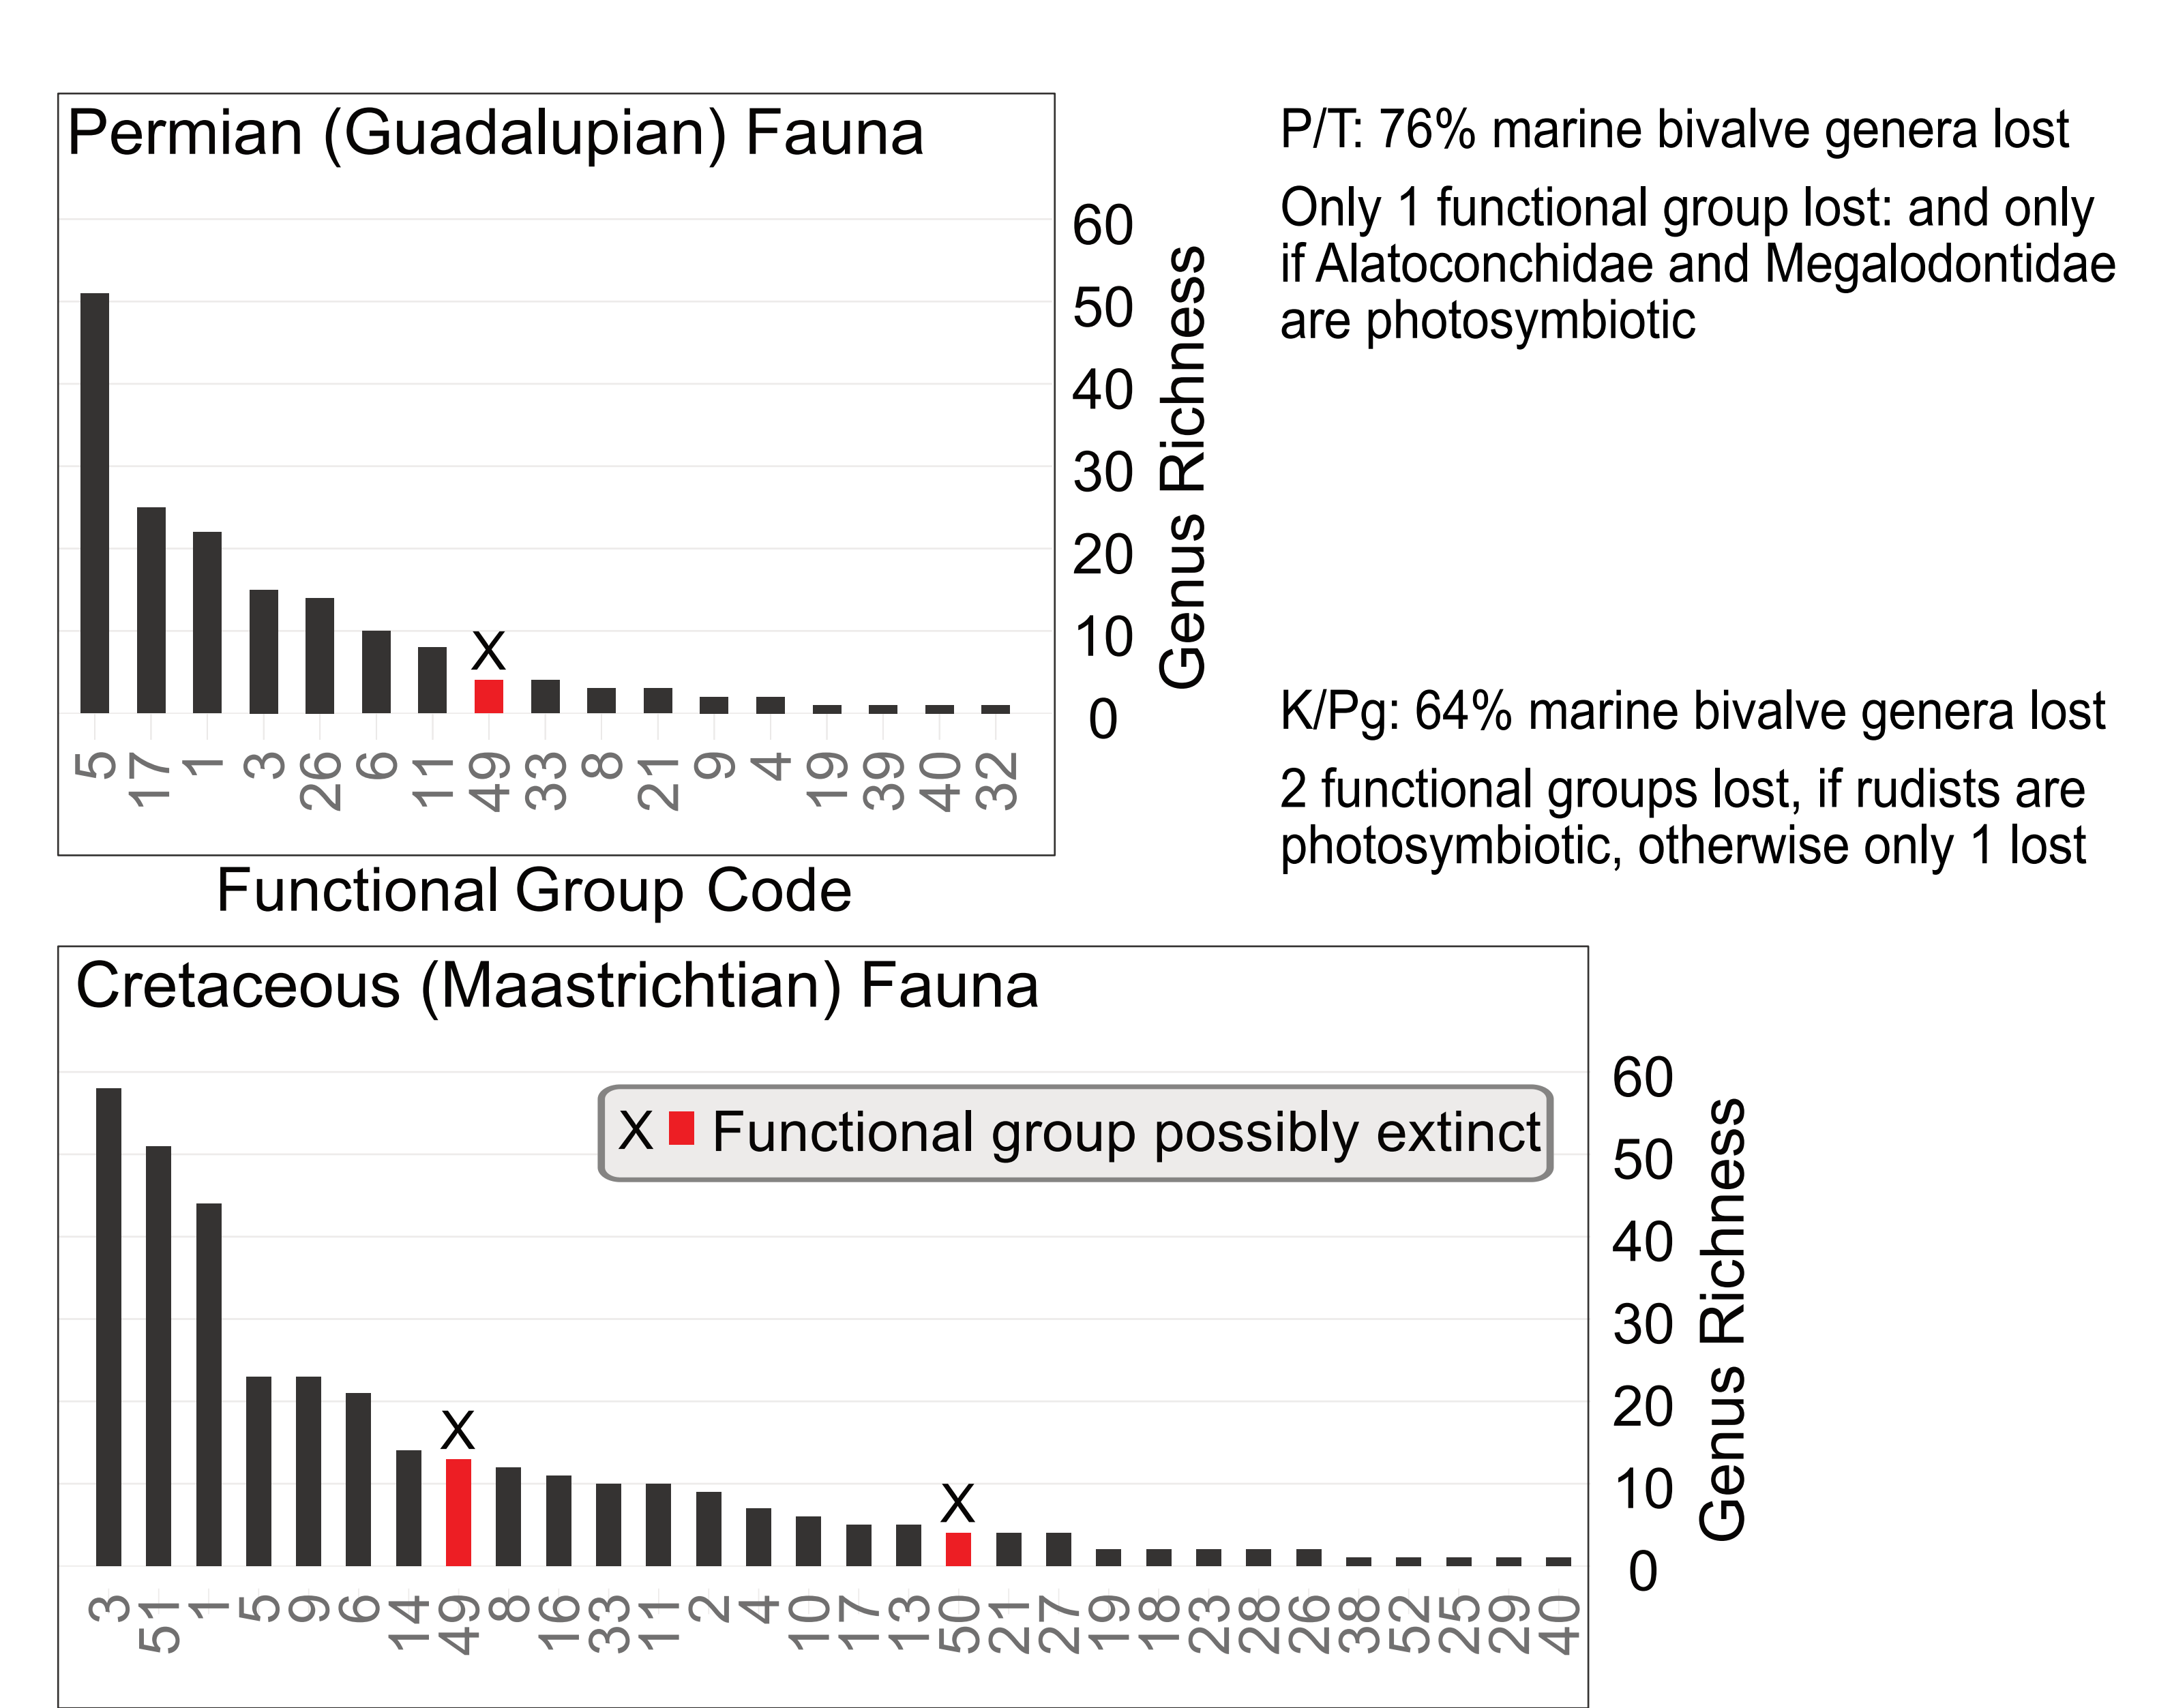 Permian (Guadalupian) Fauna
60
50
40
30
20
10
0
Genus Richness
5 17 1 3 26 6 11 49 33 8 21 9 4 19 39 40 32
X
Functional Group Code
P/T: 76% marine bivalve genera lost
Only 1 functional group lost: and only
if Alatoconchidae and Megalodontidae
are photosymbiotic
K/Pg: 64% marine bivalve genera lost
2 functional groups lost, if rudists are
photosymbiotic, otherwise only 1 lost
Cretaceous (Maastrichtian) Fauna
X Functional group possibly extinct
60
50
40
30
20
10
0
Genus Richness
X
X
3 51 1 5 9 6 14 49 8 16 33 11 2 4 10 17 13 50 21 27 19 18 23 28 26 38 52 25 29 40